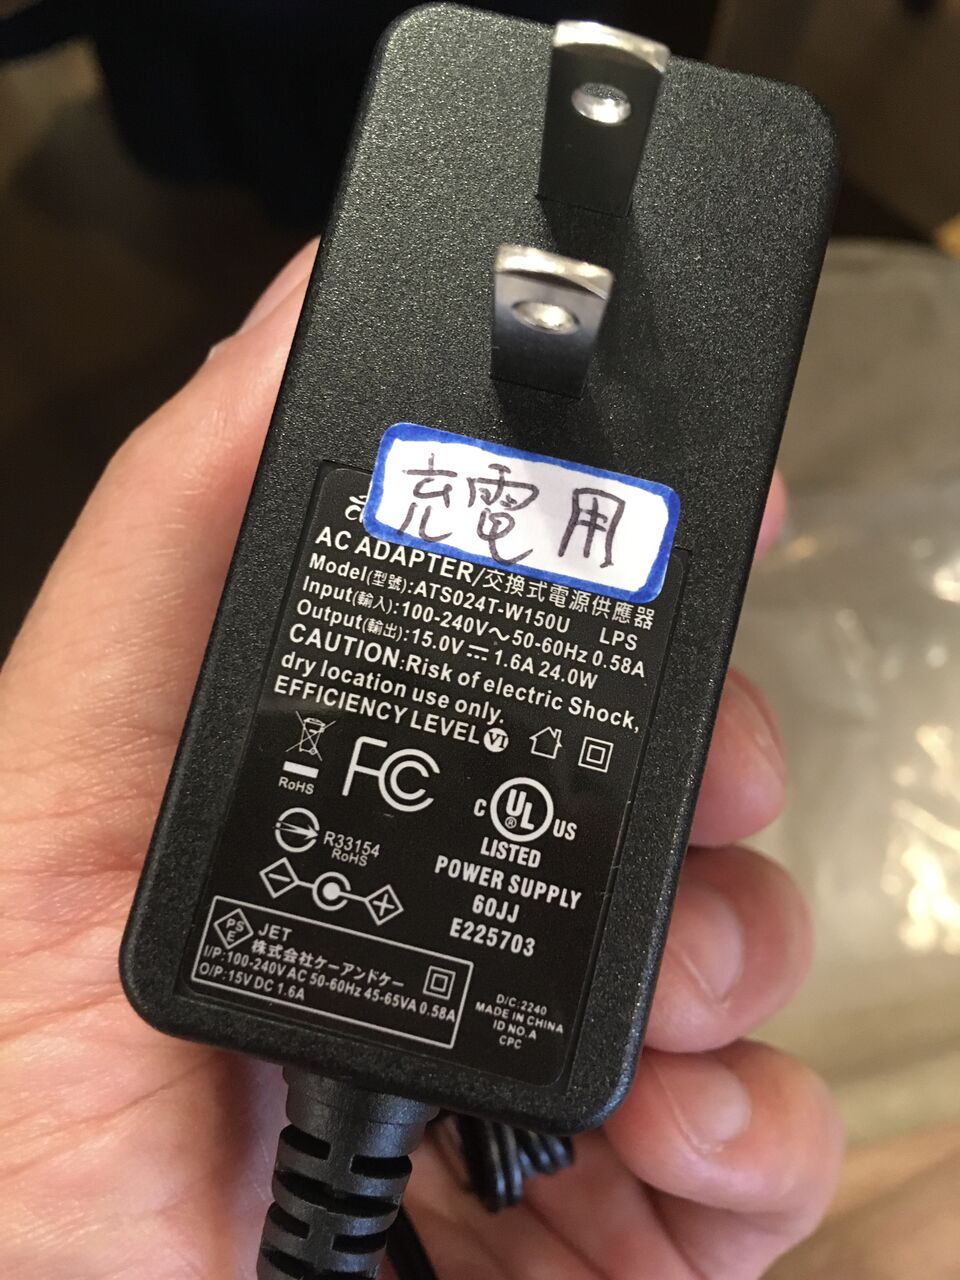 充電用
AC ADAPTER/交換式電源供應器
Model(型號):ATS024T-W150U LPS
Input(輸入):100-240V~50-60Hz 0.58A
Output(輸出):15.0V⎓1.6A 24.0W
CAUTION:Risk of electric Shock,
dry location use only.
EFFICIENCY LEVEL VI
RoHS
FC
C UL US
®
LISTED
POWER SUPPLY
60JJ
E225703
R33154
RoHS
PSE
JET
株式会社ケーアンドケー
I/P:100-240V AC 50-60Hz 45-65VA 0.58A
O/P:15V DC 1.6A
D/C:2240
MADE IN CHINA
ID NO.A
CPC